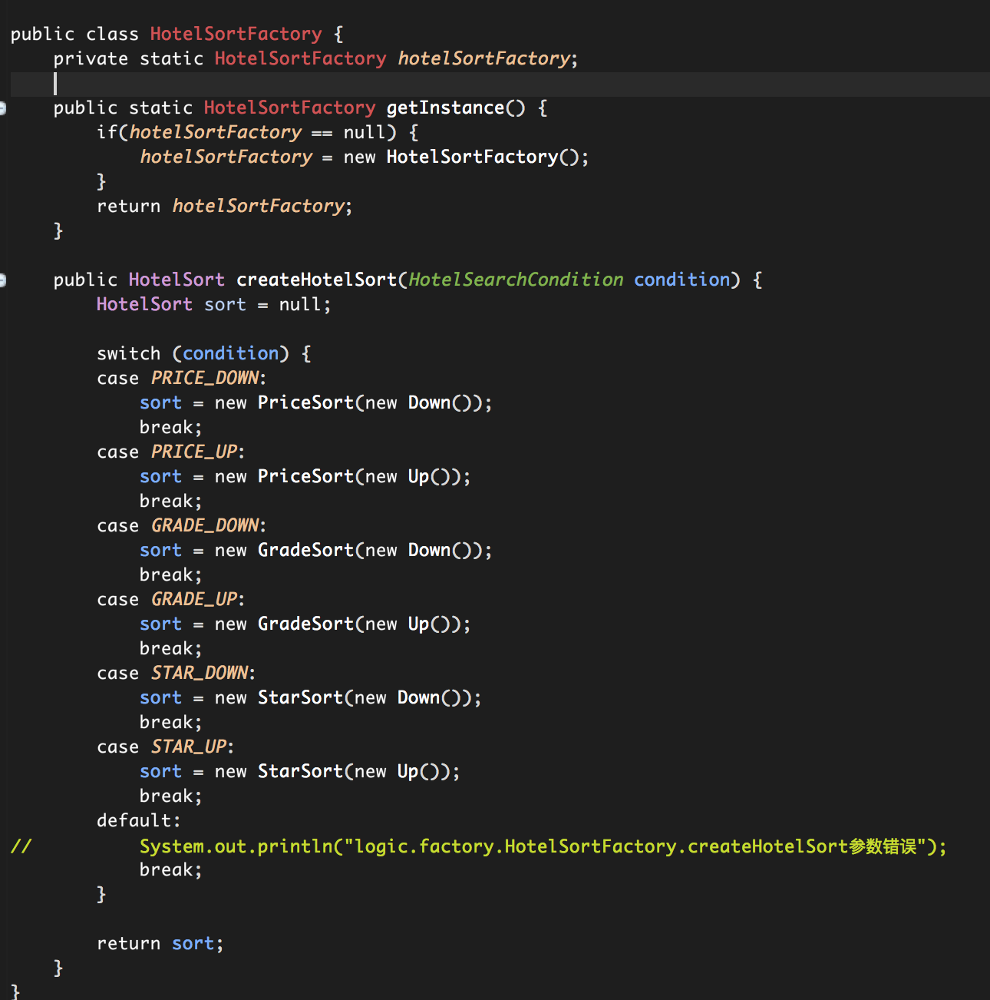 public class HotelSortFactory {
    private static HotelSortFactory hotelSortFactory;
    public static HotelSortFactory getInstance() {
        if(hotelSortFactory == null) {
            hotelSortFactory = new HotelSortFactory();
        }
        return hotelSortFactory;
    }
    public HotelSort createHotelSort(HotelSearchCondition condition) {
        HotelSort sort = null;
        switch (condition) {
        case PRICE_DOWN:
            sort = new PriceSort(new Down());
            break;
        case PRICE_UP:
            sort = new PriceSort(new Up());
            break;
        case GRADE_DOWN:
            sort = new GradeSort(new Down());
            break;
        case GRADE_UP:
            sort = new GradeSort(new Up());
            break;
        case STAR_DOWN:
            sort = new StarSort(new Down());
            break;
        case STAR_UP:
            sort = new StarSort(new Up());
            break;
        default:
//          System.out.println("logic.factory.HotelSortFactory.createHotelSort参数错误");
            break;
        }
        return sort;
    }
}